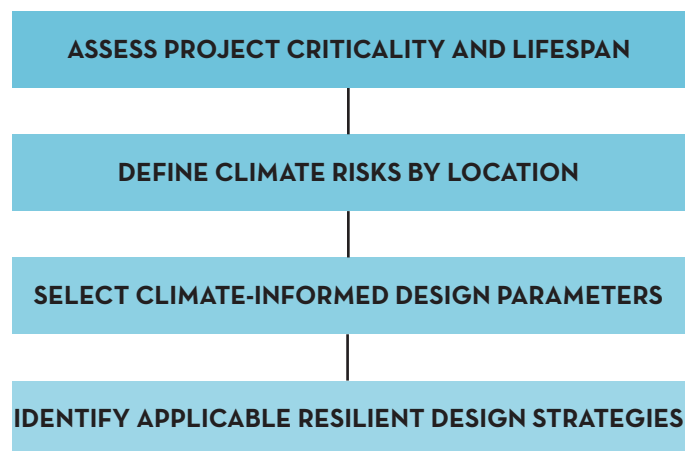 ASSESS PROJECT CRITICALITY AND LIFESPAN
DEFINE CLIMATE RISKS BY LOCATION
SELECT CLIMATE-INFORMED DESIGN PARAMETERS
IDENTIFY APPLICABLE RESILIENT DESIGN STRATEGIES